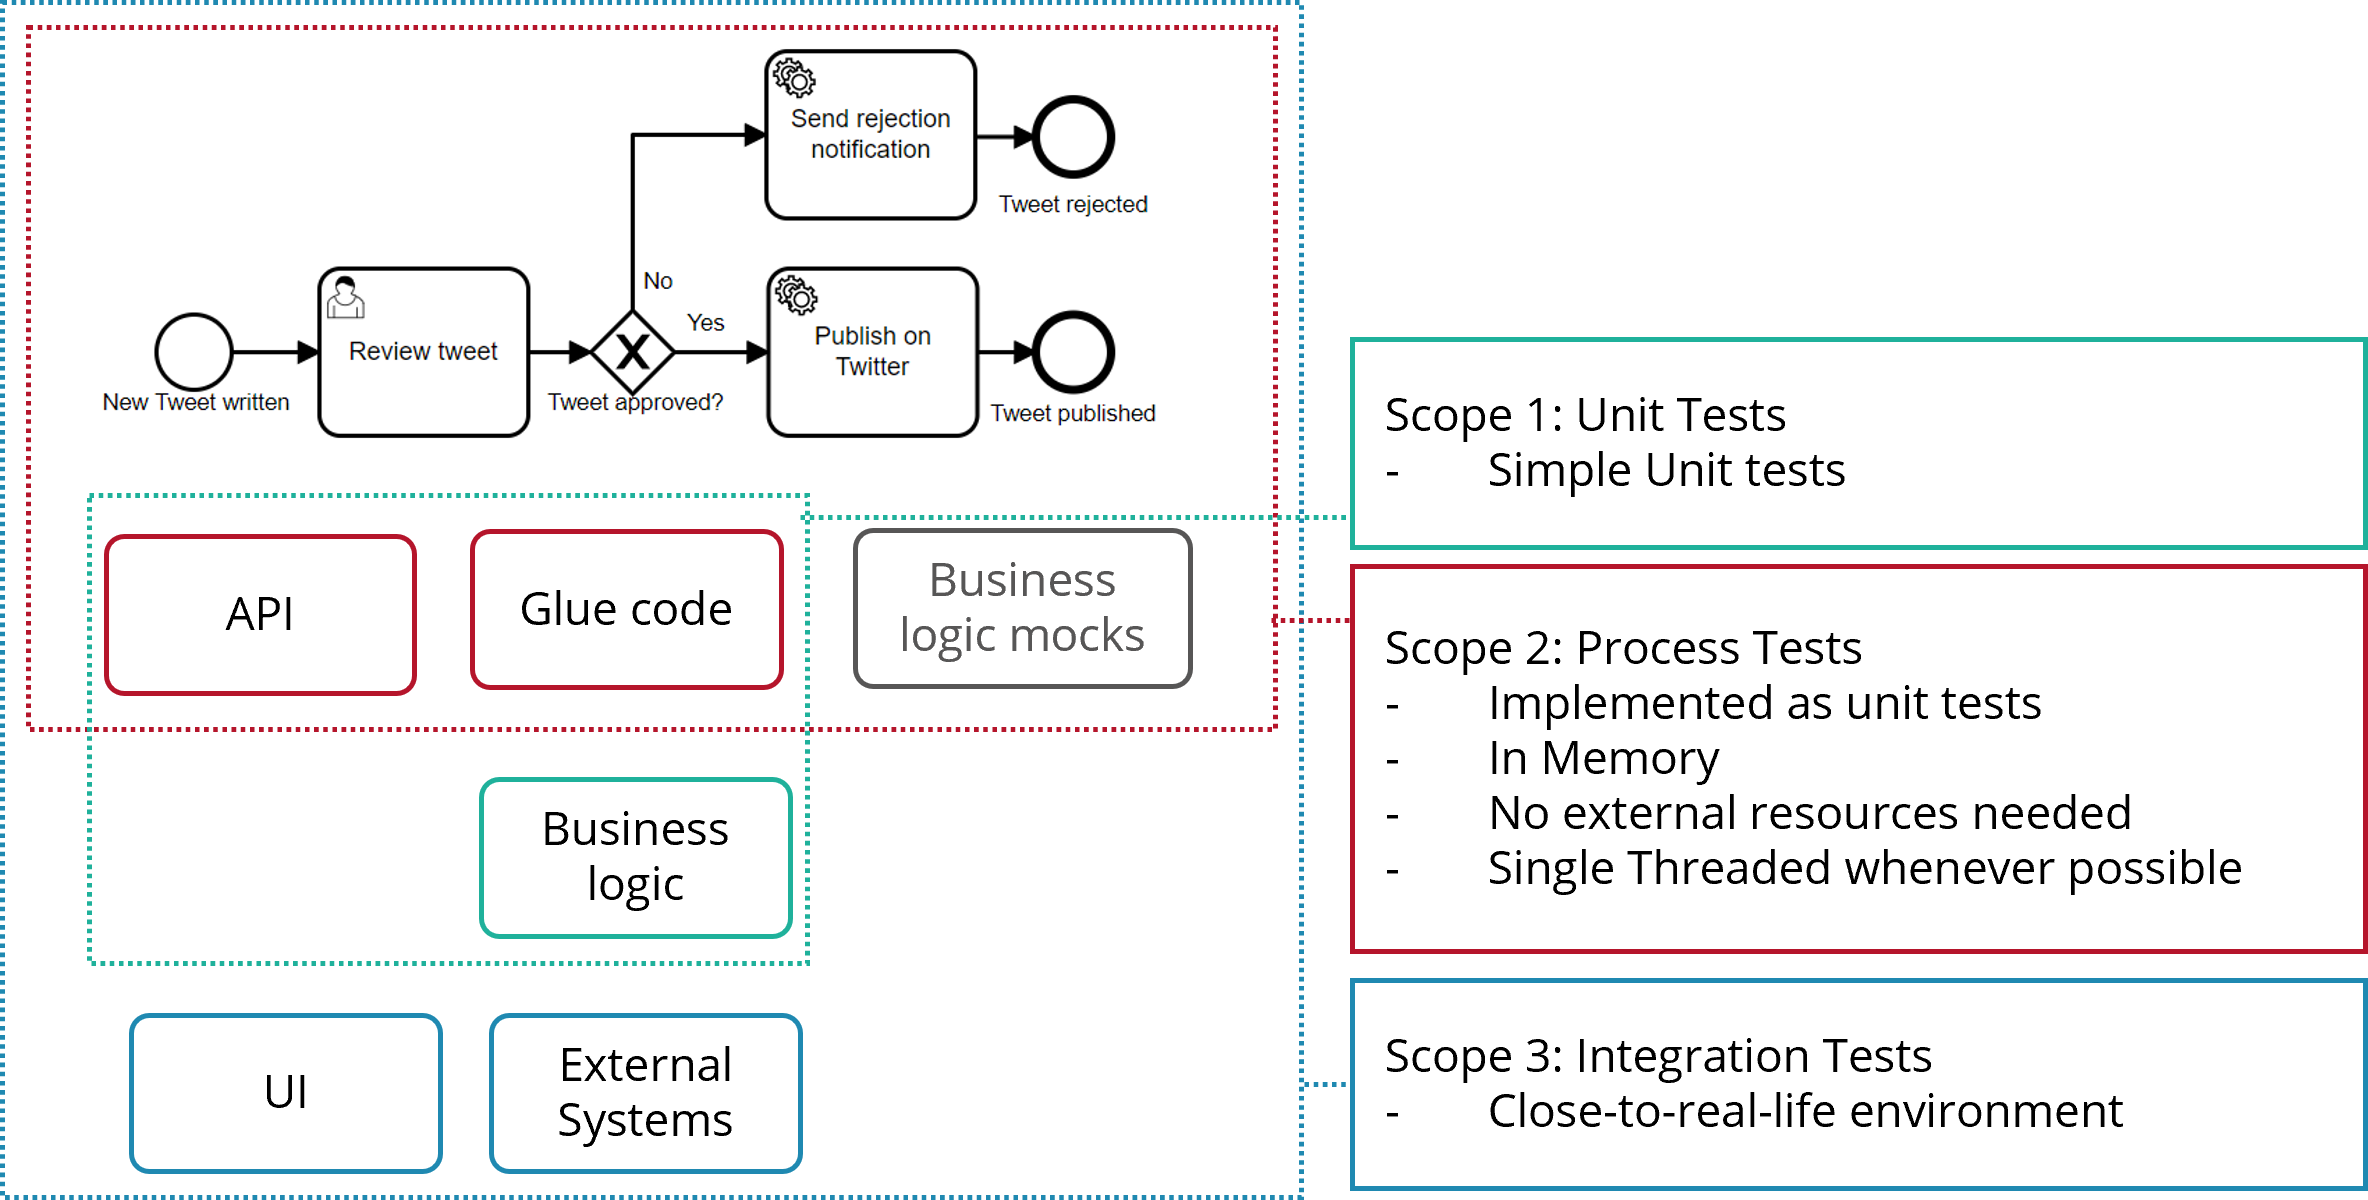 Send rejection
notification
Tweet rejected
No
Yes
Review tweet
Publish on
Twitter
New Tweet written
Tweet approved?
Tweet published
API
Glue code
Business
logic mocks
Business
logic
UI
External
Systems
Scope 1: Unit Tests
- Simple Unit tests
Scope 2: Process Tests
- Implemented as unit tests
- In Memory
- No external resources needed
- Single Threaded whenever possible
Scope 3: Integration Tests
- Close-to-real-life environment